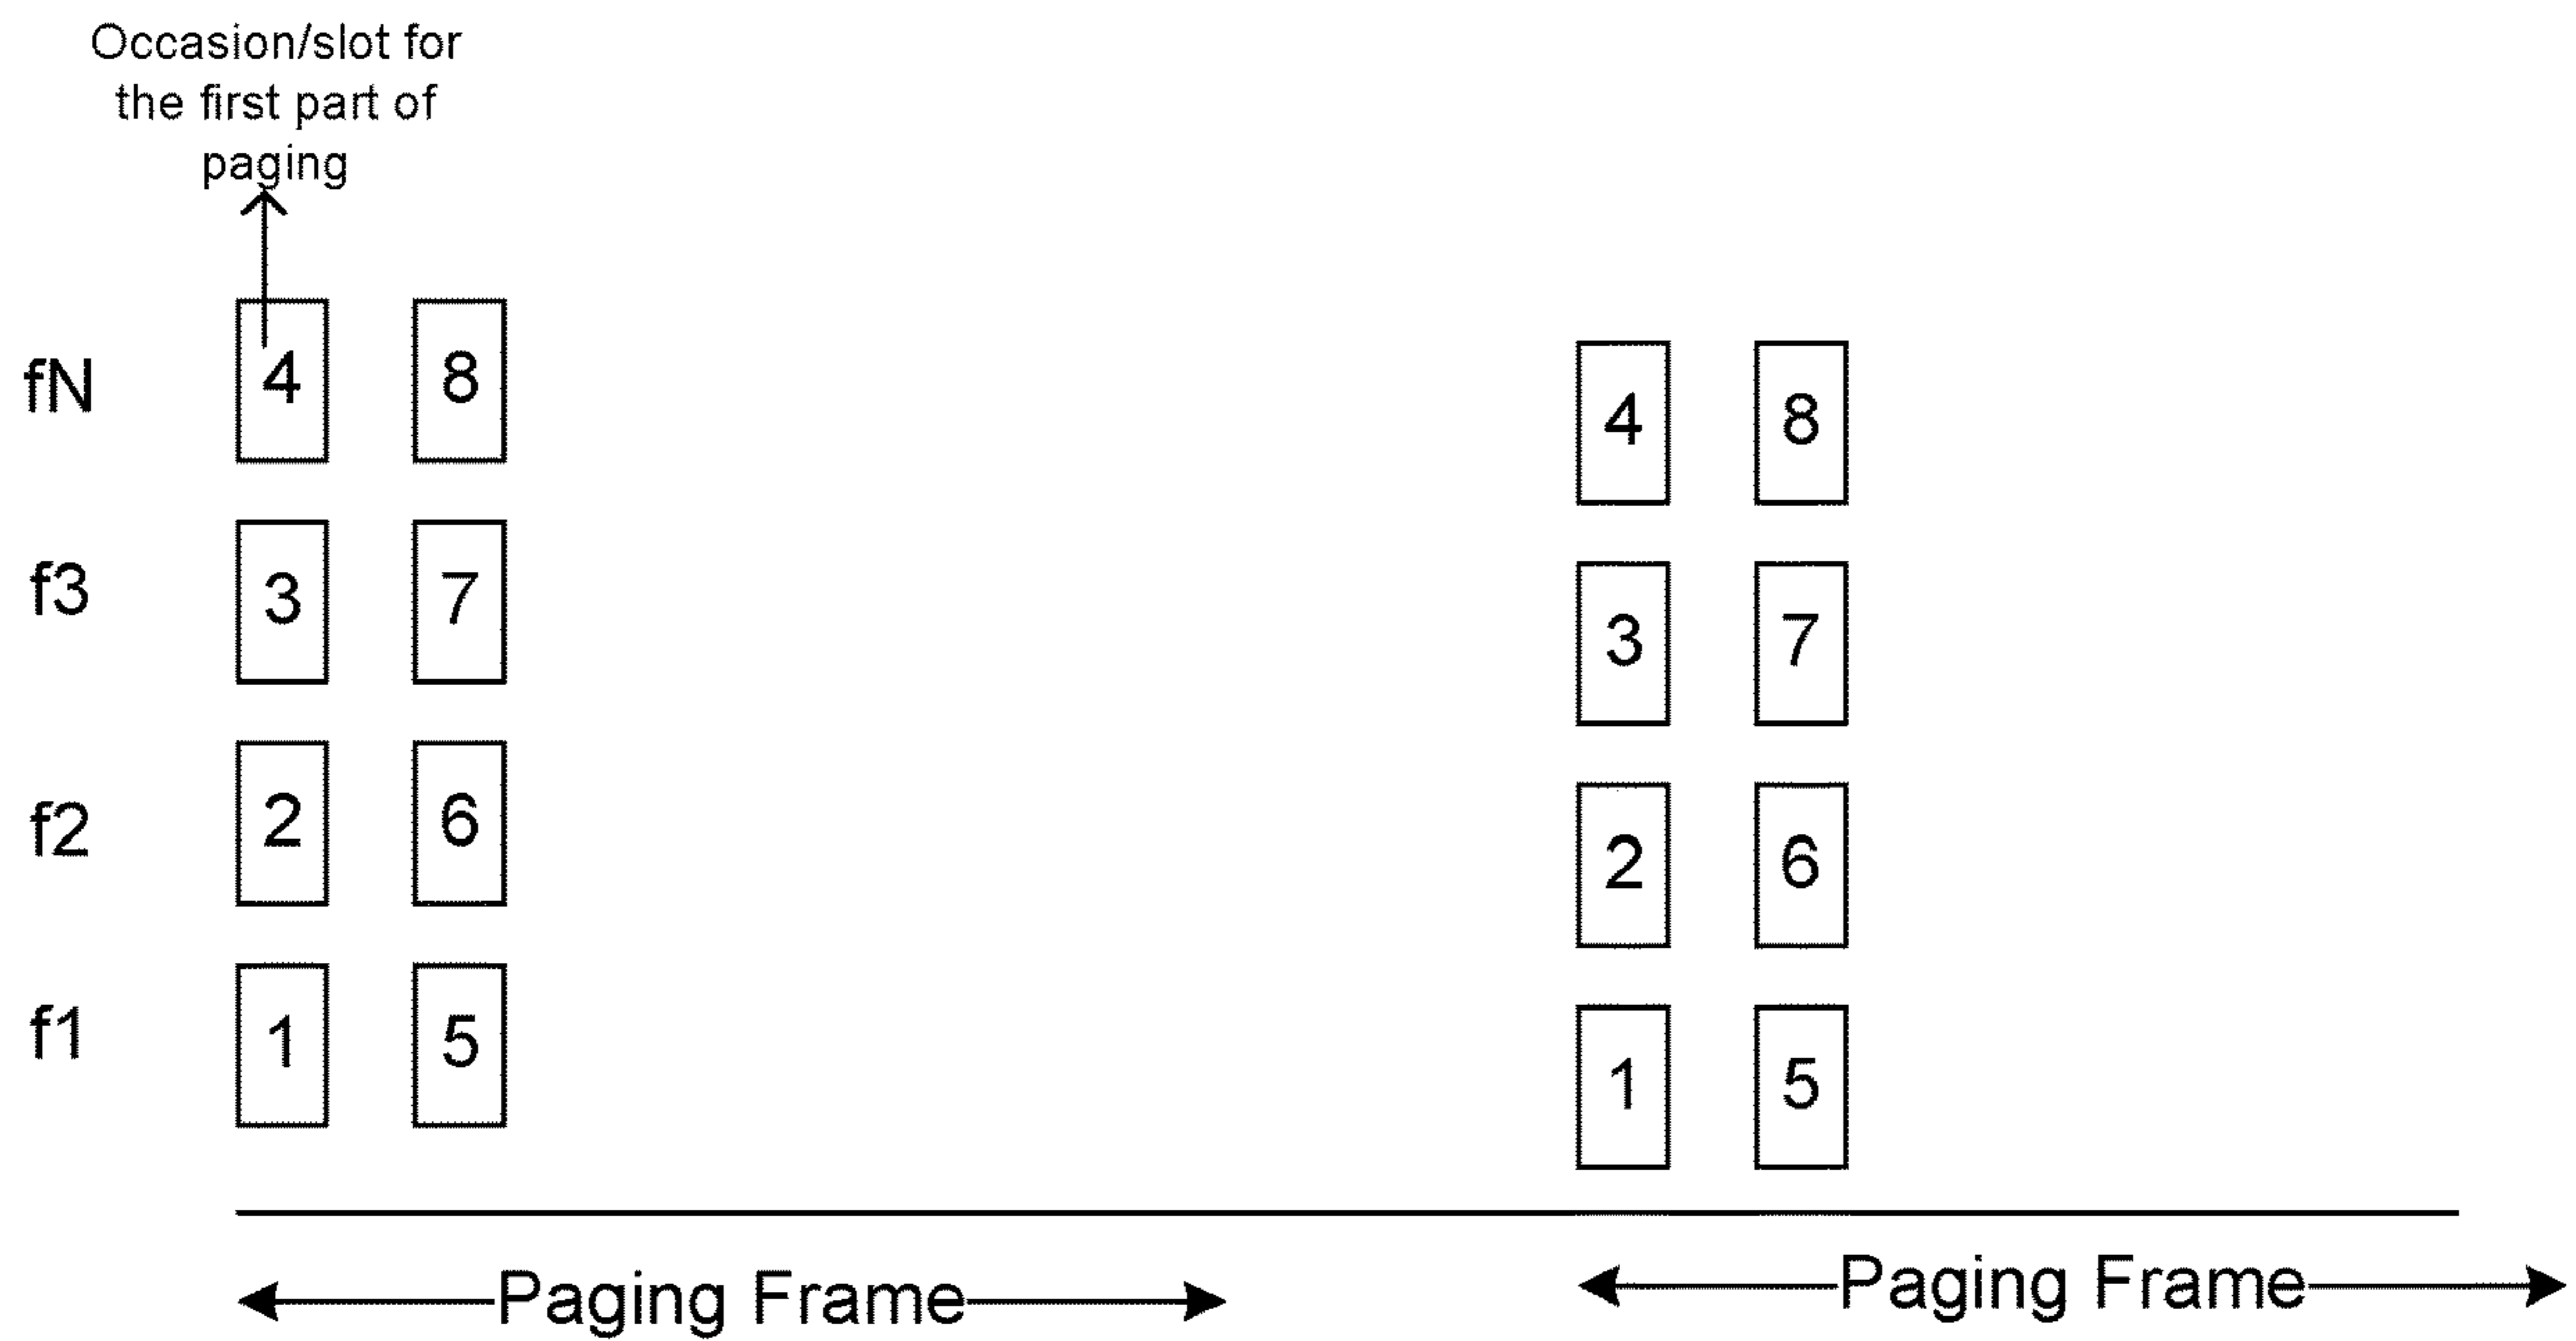 Occasion/slot for
the first part of
paging
fN 4 8 4 8
f3 3 7 3 7
f2 2 6 2 6
f1 1 5 1 5
Paging Frame Paging Frame